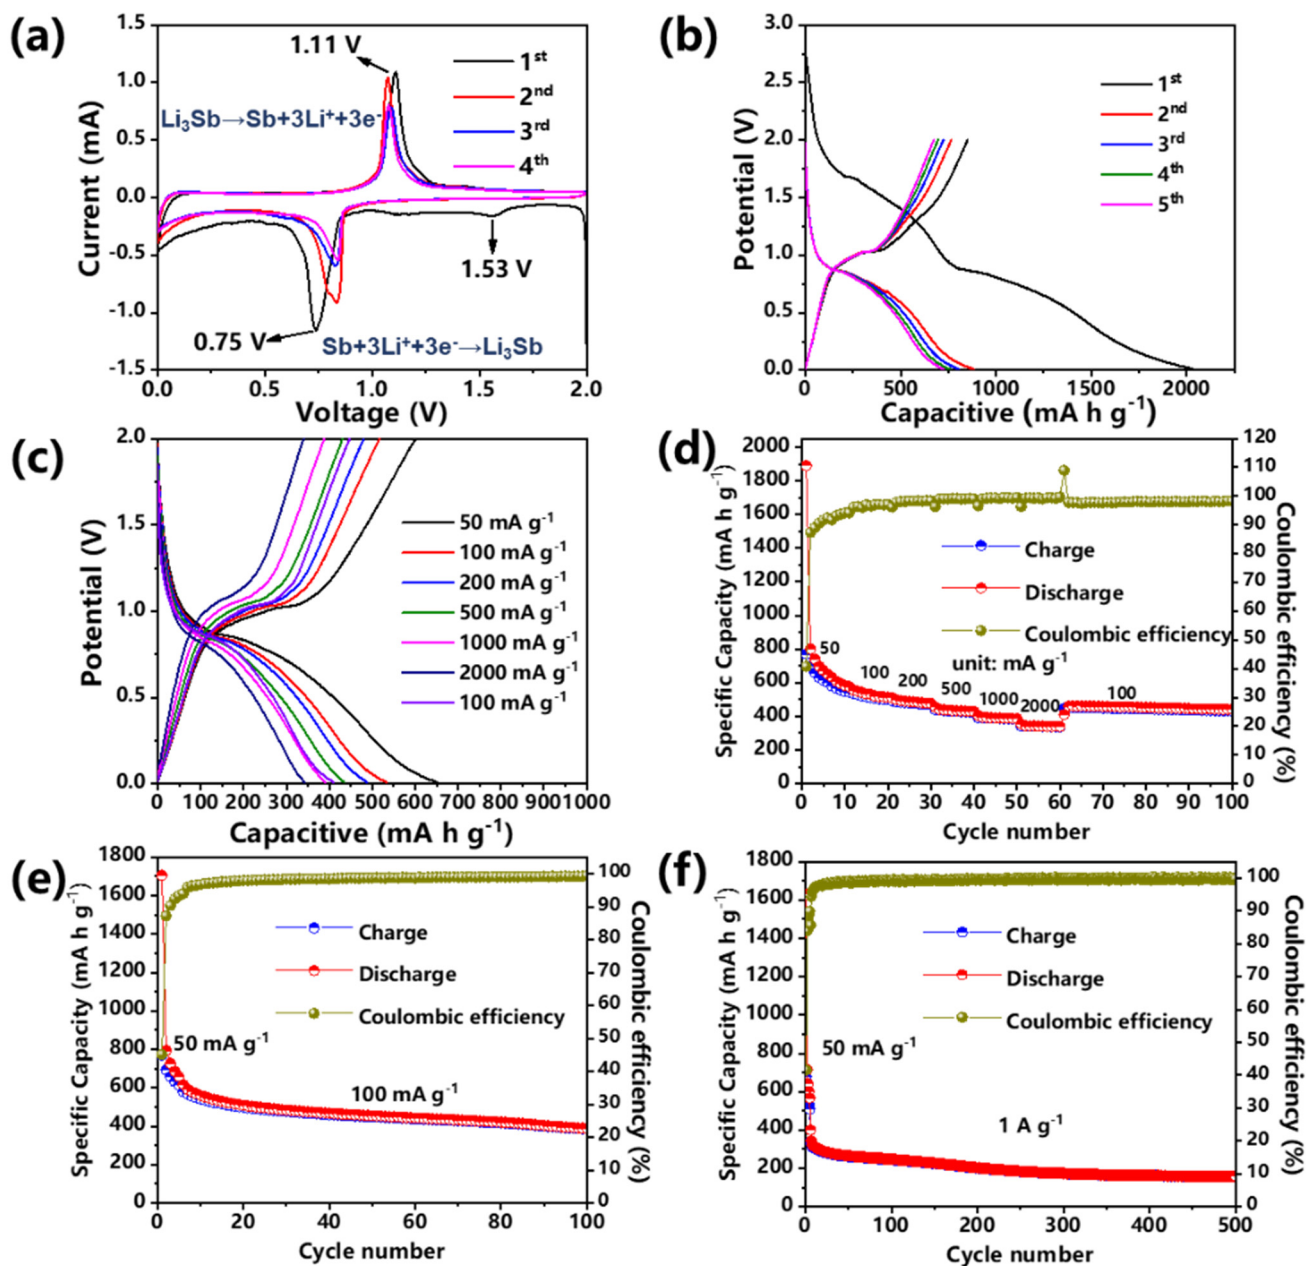 (a)
1.5
1.0
0.5
0.0
-0.5
-1.0
-1.5
Current (mA)
1.11 V
1st
2nd
3rd
4th
Li3Sb→Sb+3Li++3e-
1.53 V
0.75 V
Sb+3Li++3e-→Li3Sb
0.0 0.5 1.0 1.5 2.0
Voltage (V)
(b)
3.0
2.5
2.0
1.5
1.0
0.5
0.0
Potential (V)
1st
2nd
3rd
4th
5th
0 500 1000 1500 2000
Capacitive (mA h g-1)
(c)
2.0
1.5
1.0
0.5
0.0
Potential (V)
50 mA g-1
100 mA g-1
200 mA g-1
500 mA g-1
1000 mA g-1
2000 mA g-1
100 mA g-1
0 100 200 300 400 500 600 700 800 900 1000
Capacitive (mA h g-1)
(d)
2000
1800
1600
1400
1200
1000
800
600
400
200
0
Specific Capacity (mA h g-1)
Charge
Discharge
Coulombic efficiency
unit: mA g-1
50
100
200
500
1000
2000
100
120
110
100
90
80
70
60
50
40
30
20
10
0
Coulombic efficiency (%)
0 10 20 30 40 50 60 70 80 90 100
Cycle number
(e)
1800
1600
1400
1200
1000
800
600
400
200
0
Specific Capacity (mA h g-1)
Charge
Discharge
Coulombic efficiency
50 mA g-1
100 mA g-1
100
90
80
70
60
50
40
30
20
10
0
Coulombic efficiency (%)
0 20 40 60 80 100
Cycle number
(f)
1800
1600
1400
1200
1000
800
600
400
200
0
Specific Capacity (mA h g-1)
Charge
Discharge
Coulombic efficiency
50 mA g-1
1 A g-1
100
90
80
70
60
50
40
30
20
10
0
Coulombic efficiency (%)
0 100 200 300 400 500
Cycle number